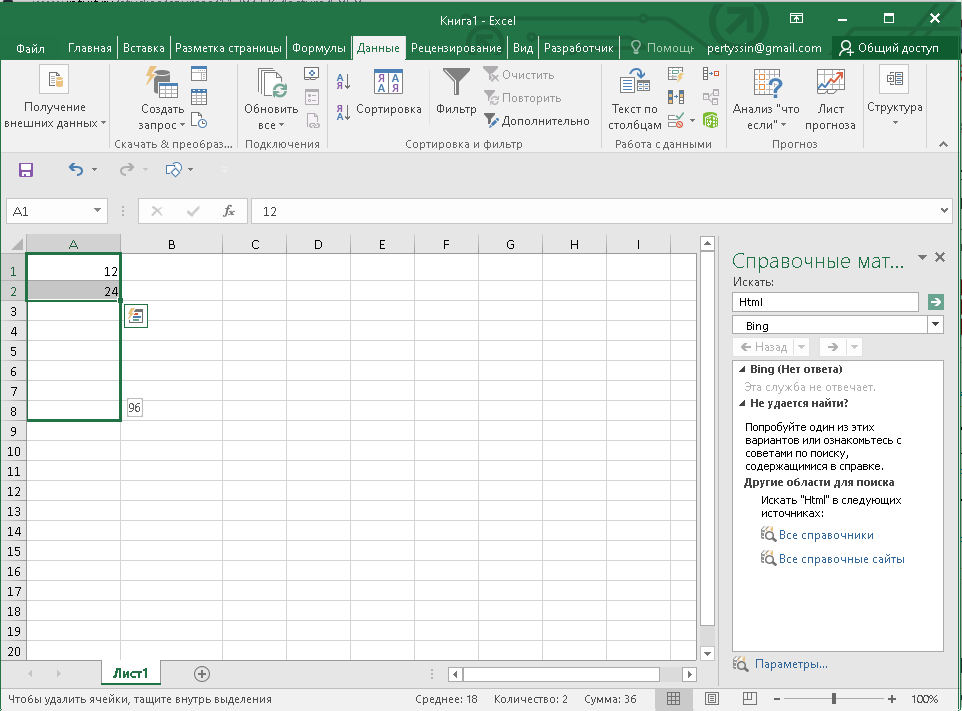 Книга1 - Excel
Файл Главная Вставка Разметка страницы Формулы Данные Рецензирование Вид Разработчик Помощь pertyssin@gmail.com Общий доступ
Получение
внешних данных
Создать
запрос
Обновить
все
Сортировка
Фильтр
Очистить
Повторить
Дополнительно
Текст по
столбцам
Анализ "что
если"
Лист
прогноза
Структура
Скачать & преобраз... Подключения Сортировка и фильтр Работа с данными Прогноз
A1 fx 12
A B C D E F G H I
1 12
2 24
3
4
5
6
7
8 96
9
10
11
12
13
14
15
16
17
18
19
20
Справочные мат...
Искать:
Html
Bing
Назад
Bing (Нет ответа)
Эта служба не отвечает.
Не удается найти?
Попробуйте один из этих
вариантов или ознакомьтесь с
советами по поиску,
содержащимися в справке.
Другие области для поиска
Искать "Html" в следующих
источниках:
Все справочники
Все справочные сайты
Параметры...
Лист1
Чтобы удалить ячейки, тащите внутрь выделения Среднее: 18 Количество: 2 Сумма: 36 100%